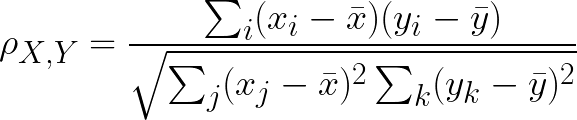 ρ_{X,Y} = \frac{\sum_i (x_i - \bar{x})(y_i - \bar{y})}{\sqrt{\sum_j (x_j - \bar{x})^2 \sum_k (y_k - \bar{y})^2}}